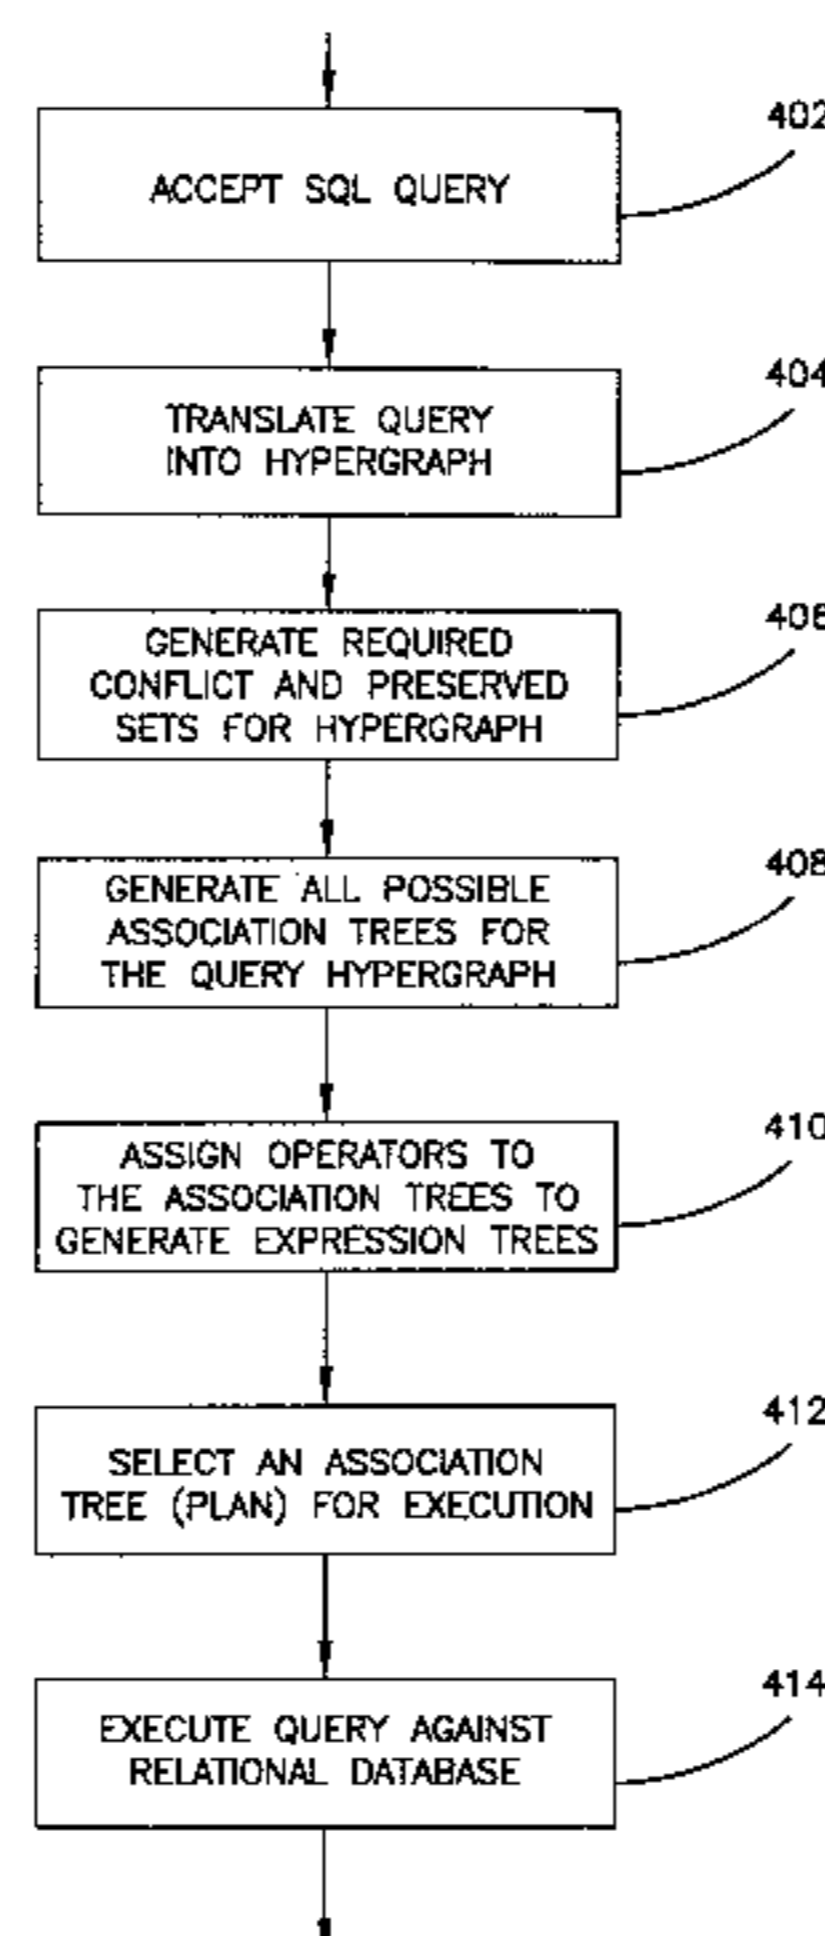 402
ACCEPT SQL QUERY
404
TRANSLATE QUERY
INTO HYPERGRAPH
406
GENERATE REQUIRED
CONFLICT AND PRESERVED
SETS FOR HYPERGRAPH
408
GENERATE ALL POSSIBLE
ASSOCIATION TREES FOR
THE QUERY HYPERGRAPH
410
ASSIGN OPERATORS TO
THE ASSOCIATION TREES TO
GENERATE EXPRESSION TREES
412
SELECT AN ASSOCIATION
TREE (PLAN) FOR EXECUTION
414
EXECUTE QUERY AGAINST
RELATIONAL DATABASE